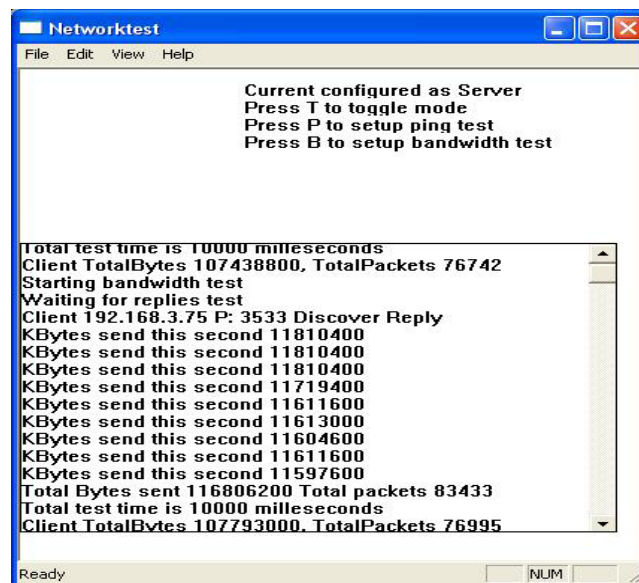 Networktest
File Edit View Help
Current configured as Server
Press T to toggle mode
Press P to setup ping test
Press B to setup bandwidth test
Total test time is 10000 milleseconds
Client TotalBytes 107438800, TotalPackets 76742
Starting bandwidth test
Waiting for replies test
Client 192.168.3.75 P: 3533 Discover Reply
KBytes send this second 11810400
KBytes send this second 11810400
KBytes send this second 11810400
KBytes send this second 11719400
KBytes send this second 11611600
KBytes send this second 11613000
KBytes send this second 11604600
KBytes send this second 11611600
KBytes send this second 11597600
Total Bytes sent 116806200 Total packets 83433
Total test time is 10000 milleseconds
Client TotalBytes 107793000, TotalPackets 76995
Ready NUM